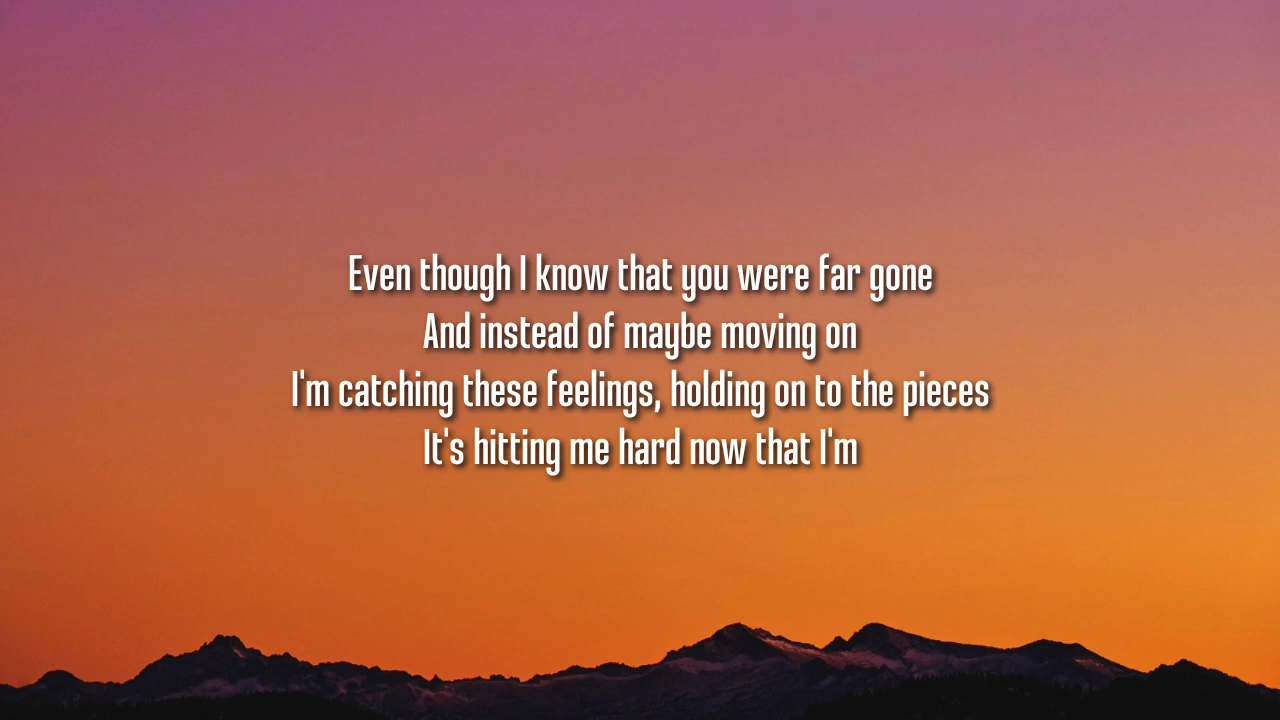 Even though I know that you were far gone
And instead of maybe moving on
I'm catching these feelings, holding on to the pieces
It's hitting me hard now that I'm